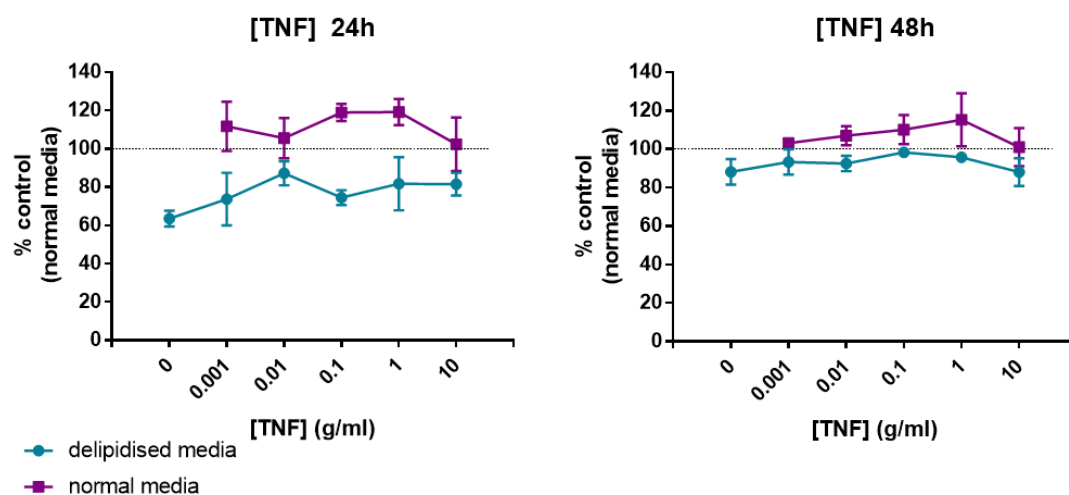 [TNF] 24h
% control
(normal media)
140
120
100
80
60
40
20
0
0
0.001
0.01
0.1
1
10
[TNF] (g/ml)
[TNF] 48h
% control
(normal media)
140
120
100
80
60
40
20
0
0
0.001
0.01
0.1
1
10
[TNF] (g/ml)
delipidised media
normal media